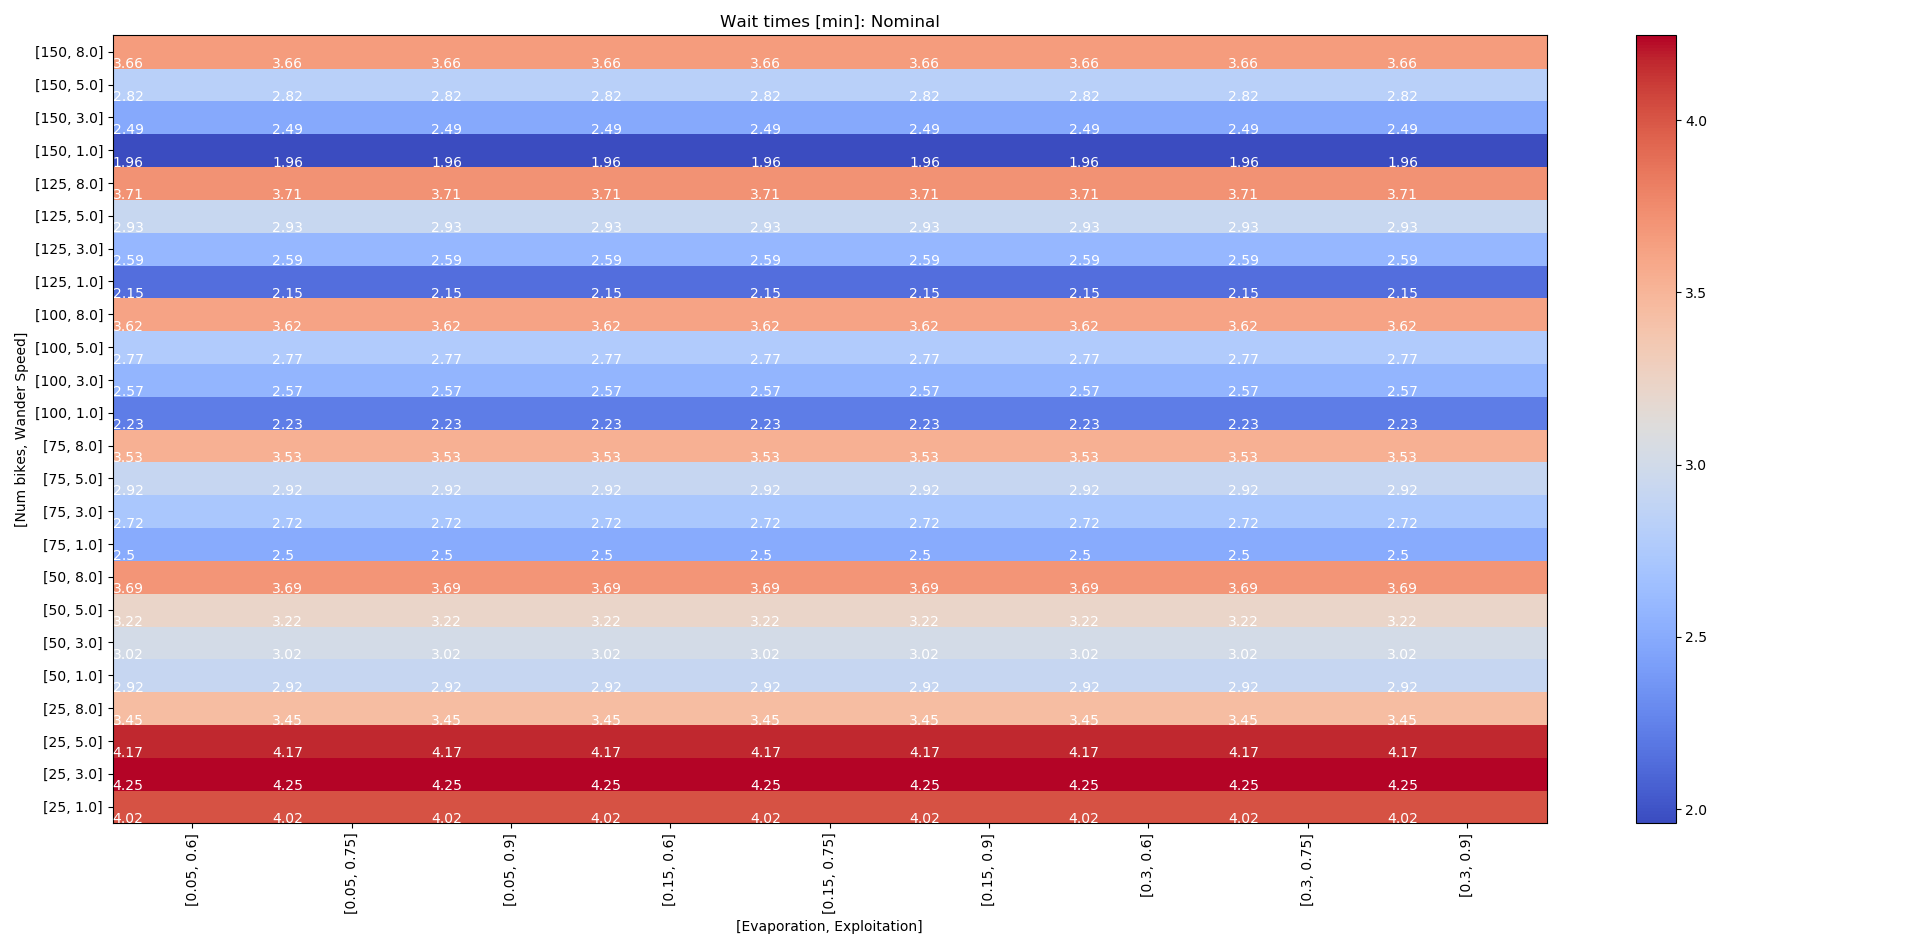 Wait times [min]: Nominal
[150, 8.0] 3.66 3.66 3.66 3.66 3.66 3.66 3.66 3.66 3.66
[150, 5.0] 2.82 2.82 2.82 2.82 2.82 2.82 2.82 2.82 2.82
[150, 3.0] 2.49 2.49 2.49 2.49 2.49 2.49 2.49 2.49 2.49
[150, 1.0] 1.96 1.96 1.96 1.96 1.96 1.96 1.96 1.96 1.96
[125, 8.0] 3.71 3.71 3.71 3.71 3.71 3.71 3.71 3.71 3.71
[125, 5.0] 2.93 2.93 2.93 2.93 2.93 2.93 2.93 2.93 2.93
[125, 3.0] 2.59 2.59 2.59 2.59 2.59 2.59 2.59 2.59 2.59
[125, 1.0] 2.15 2.15 2.15 2.15 2.15 2.15 2.15 2.15 2.15
[100, 8.0] 3.62 3.62 3.62 3.62 3.62 3.62 3.62 3.62 3.62
[100, 5.0] 2.77 2.77 2.77 2.77 2.77 2.77 2.77 2.77 2.77
[100, 3.0] 2.57 2.57 2.57 2.57 2.57 2.57 2.57 2.57 2.57
[100, 1.0] 2.23 2.23 2.23 2.23 2.23 2.23 2.23 2.23 2.23
[75, 8.0] 3.53 3.53 3.53 3.53 3.53 3.53 3.53 3.53 3.53
[75, 5.0] 2.92 2.92 2.92 2.92 2.92 2.92 2.92 2.92 2.92
[75, 3.0] 2.72 2.72 2.72 2.72 2.72 2.72 2.72 2.72 2.72
[75, 1.0] 2.5 2.5 2.5 2.5 2.5 2.5 2.5 2.5 2.5
[50, 8.0] 3.69 3.69 3.69 3.69 3.69 3.69 3.69 3.69 3.69
[50, 5.0] 3.22 3.22 3.22 3.22 3.22 3.22 3.22 3.22 3.22
[50, 3.0] 3.02 3.02 3.02 3.02 3.02 3.02 3.02 3.02 3.02
[50, 1.0] 2.92 2.92 2.92 2.92 2.92 2.92 2.92 2.92 2.92
[25, 8.0] 3.45 3.45 3.45 3.45 3.45 3.45 3.45 3.45 3.45
[25, 5.0] 4.17 4.17 4.17 4.17 4.17 4.17 4.17 4.17 4.17
[25, 3.0] 4.25 4.25 4.25 4.25 4.25 4.25 4.25 4.25 4.25
[25, 1.0] 4.02 4.02 4.02 4.02 4.02 4.02 4.02 4.02 4.02
[Num bikes, Wander Speed]
[0.05, 0.6]
[0.05, 0.75]
[0.05, 0.9]
[0.15, 0.6]
[0.15, 0.75]
[0.15, 0.9]
[0.3, 0.6]
[0.3, 0.75]
[0.3, 0.9]
[Evaporation, Exploitation]
4.0
3.5
3.0
2.5
2.0